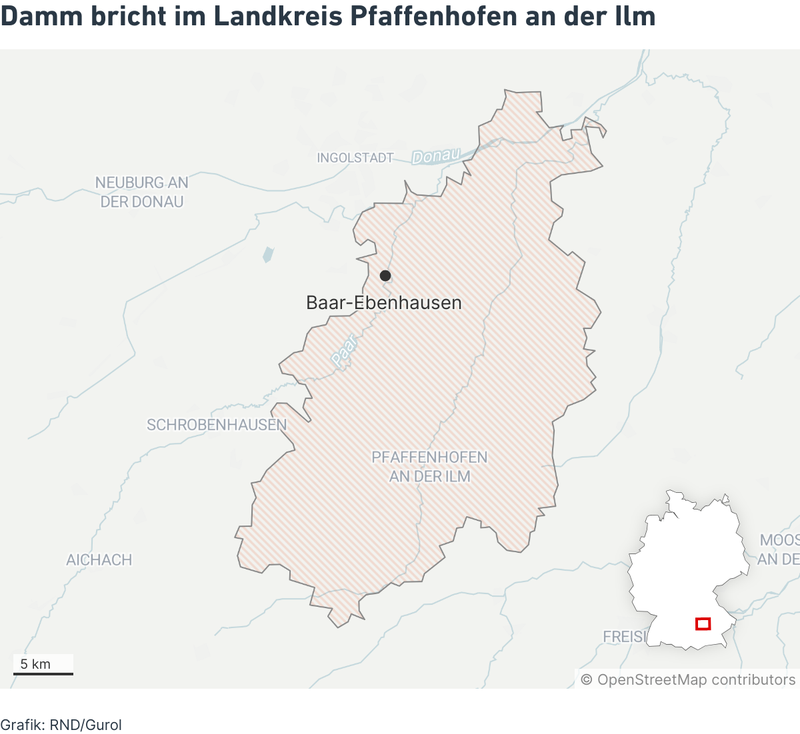 Damm bricht im Landkreis Pfaffenhofen an der Ilm
INGOLSTADT
Donau
NEUBURG AN
DER DONAU
Baar-Ebenhausen
Paar
SCHROBENHAUSEN
PFAFFENHOFEN
AN DER ILM
AICHACH
MOOS
AN DE
FREISI
5 km
© OpenStreetMap contributors
Grafik: RND/Gurol